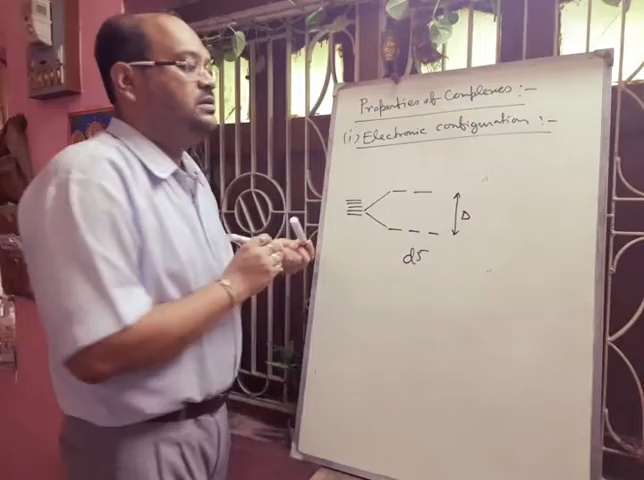 Properties of Complexes :-
(i) Electronic configuration :-
Δ
d5